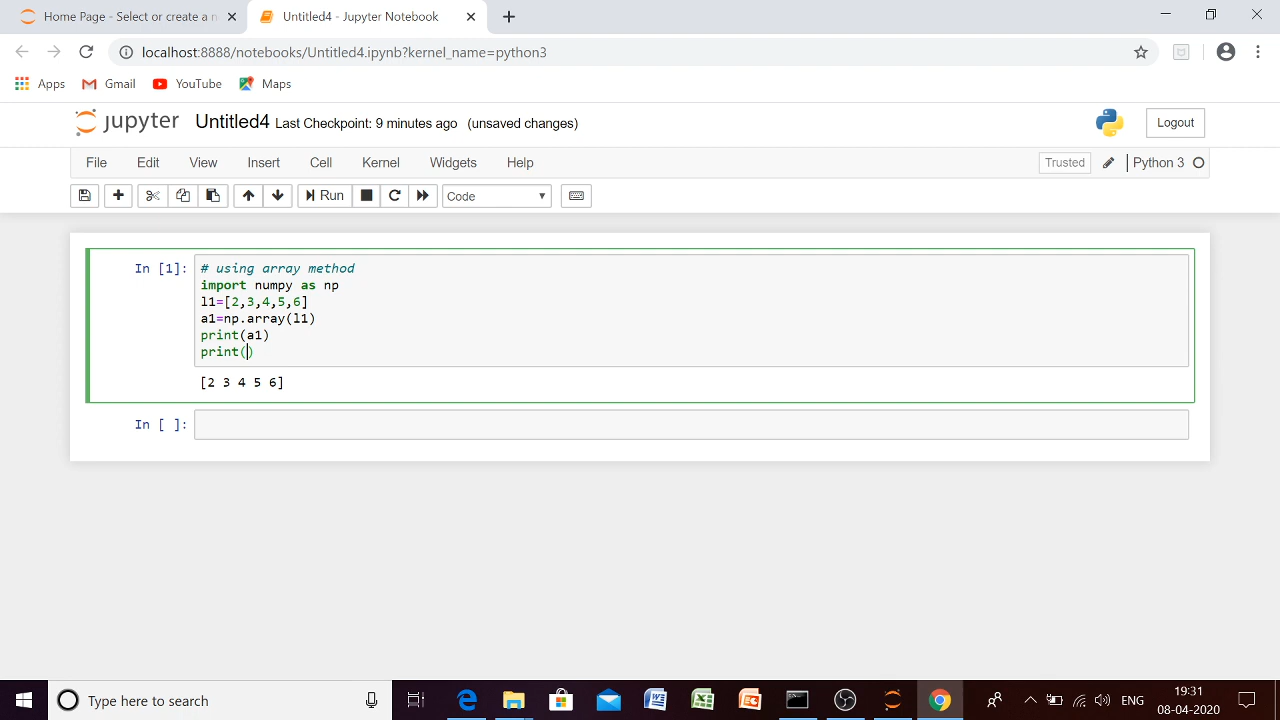 Home Page - Select or create a n
Untitled4 - Jupyter Notebook
localhost:8888/notebooks/Untitled4.ipynb?kernel_name=python3
Apps Gmail YouTube Maps
jupyter Untitled4 Last Checkpoint: 9 minutes ago (unsaved changes) Logout
File Edit View Insert Cell Kernel Widgets Help Trusted Python 3
Run Code
In [1]: # using array method
import numpy as np
l1=[2,3,4,5,6]
a1=np.array(l1)
print(a1)
print()
[2 3 4 5 6]
In [ ]:
Type here to search
ENG
19:31
08-04-2020